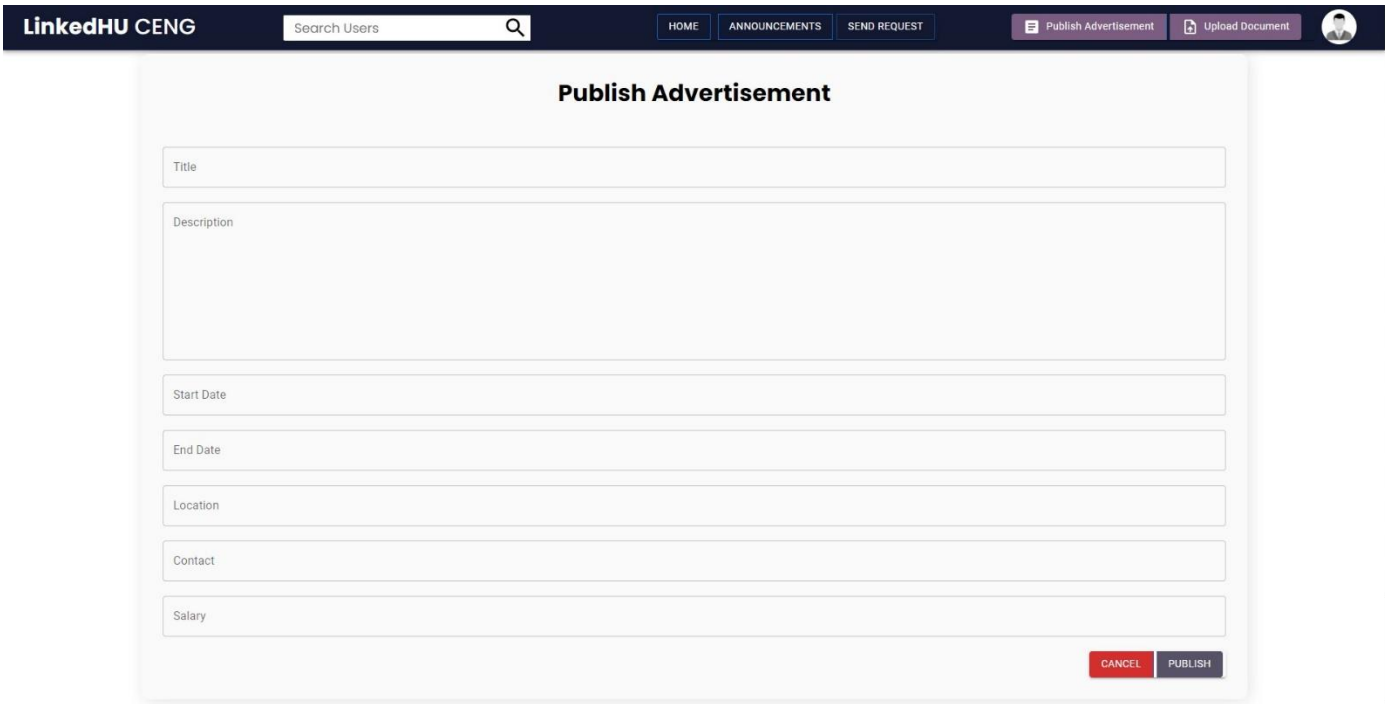 LinkedHU CENG Search Users HOME ANNOUNCEMENTS SEND REQUEST Publish Advertisement Upload Document
Publish Advertisement
Title
Description
Start Date
End Date
Location
Contact
Salary
CANCEL PUBLISH